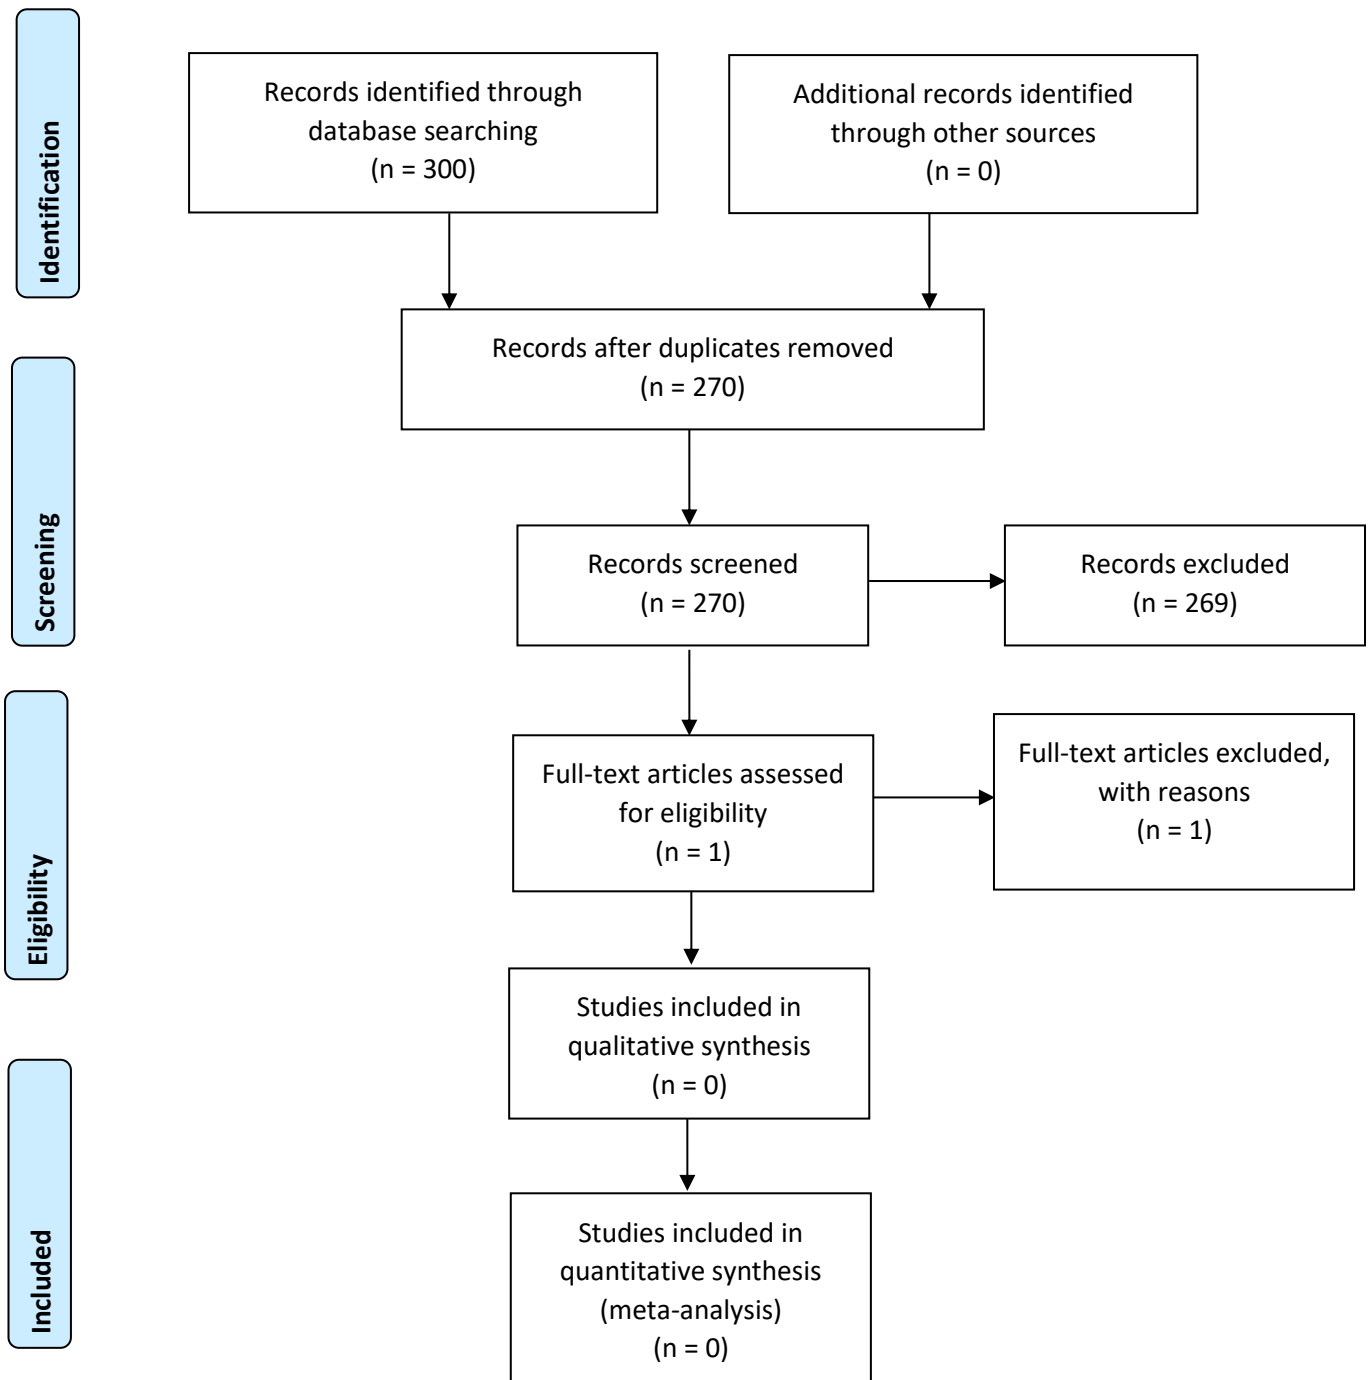 Identification
Records identified through
database searching
(n = 300)
Additional records identified
through other sources
(n = 0)
Records after duplicates removed
(n = 270)
Screening
Records screened
(n = 270)
Records excluded
(n = 269)
Eligibility
Full-text articles assessed
for eligibility
(n = 1)
Full-text articles excluded,
with reasons
(n = 1)
Studies included in
qualitative synthesis
(n = 0)
Included
Studies included in
quantitative synthesis
(meta-analysis)
(n = 0)